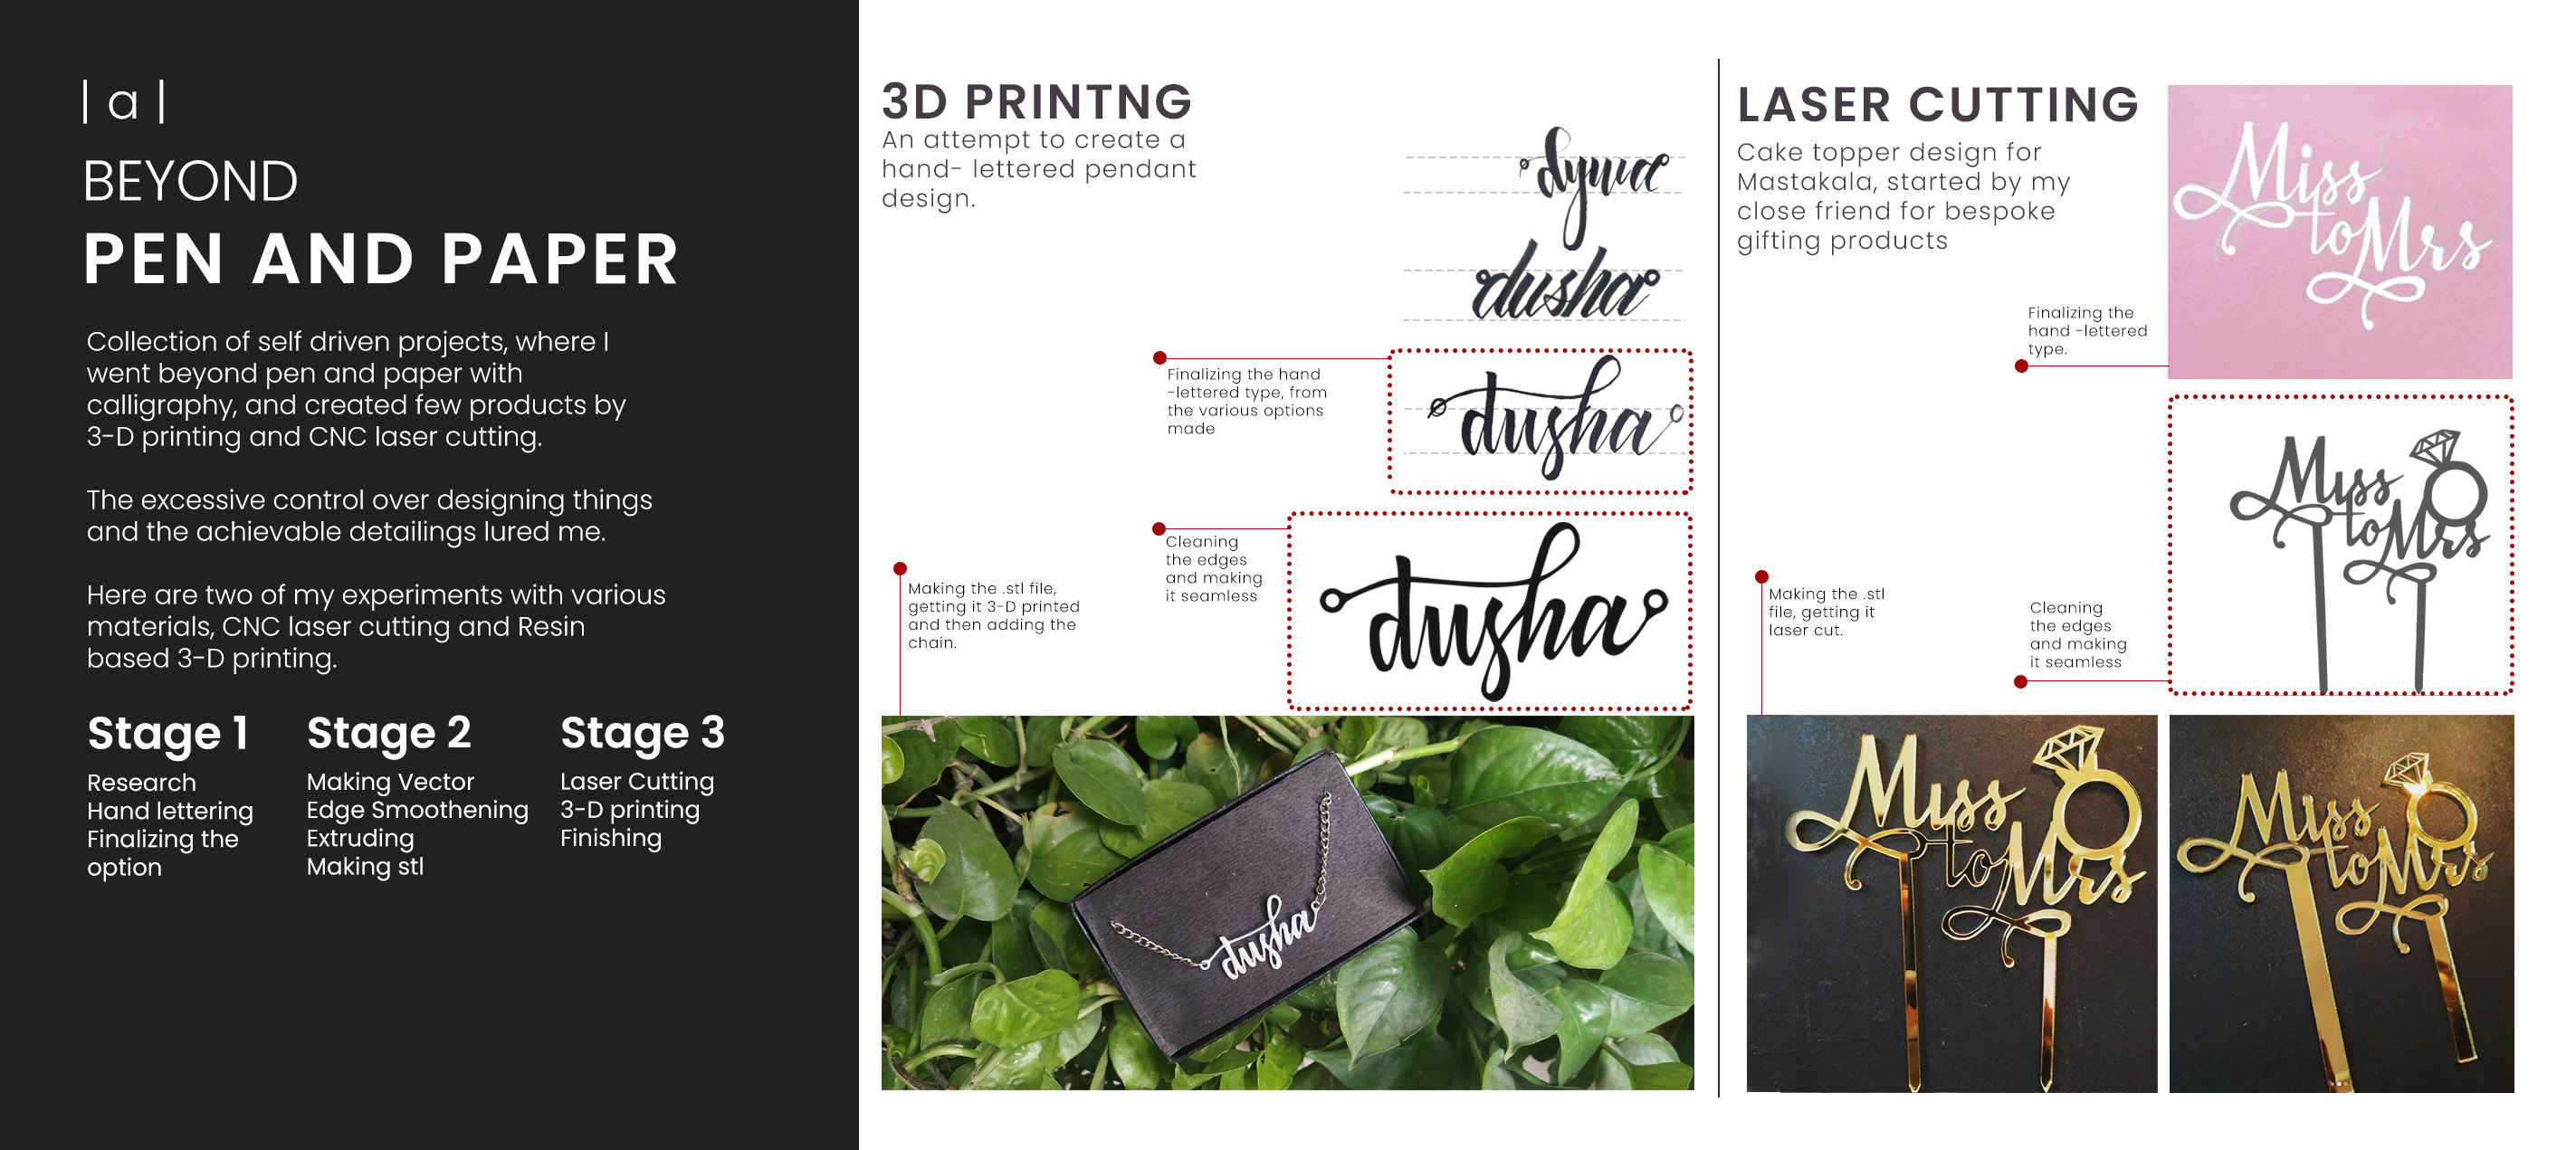 | a |
BEYOND
PEN AND PAPER
Collection of self driven projects, where I
went beyond pen and paper with
calligraphy, and created few products by
3-D printing and CNC laser cutting.
The excessive control over designing things
and the achievable detailings lured me.
Here are two of my experiments with various
materials, CNC laser cutting and Resin
based 3-D printing.
Stage 1
Research
Hand lettering
Finalizing the
option
Stage 2
Making Vector
Edge Smoothening
Extruding
Making stl
Stage 3
Laser Cutting
3-D printing
Finishing
3D PRINTNG
An attempt to create a
hand- lettered pendant
design.
dusha
Finalizing the hand
-lettered type, from
the various options
made
dusha
Cleaning
the edges
and making
it seamless
dusha
Making the .stl file,
getting it 3-D printed
and then adding the
chain.
dusha
LASER CUTTING
Cake topper design for
Mastakala, started by my
close friend for bespoke
gifting products
Miss
to Mrs
Finalizing the
hand -lettered
type.
Miss
to Mrs
Cleaning
the edges
and making
it seamless
Making the .stl
file, getting it
laser cut.
Miss
to Mrs
Miss
to Mrs